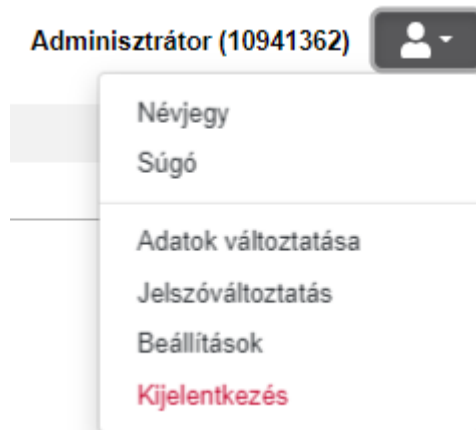 Adminisztrátor (10941362)
Névjegy
Súgó
Adatok változtatása
Jelszóváltoztatás
Beállítások
Kijelentkezés